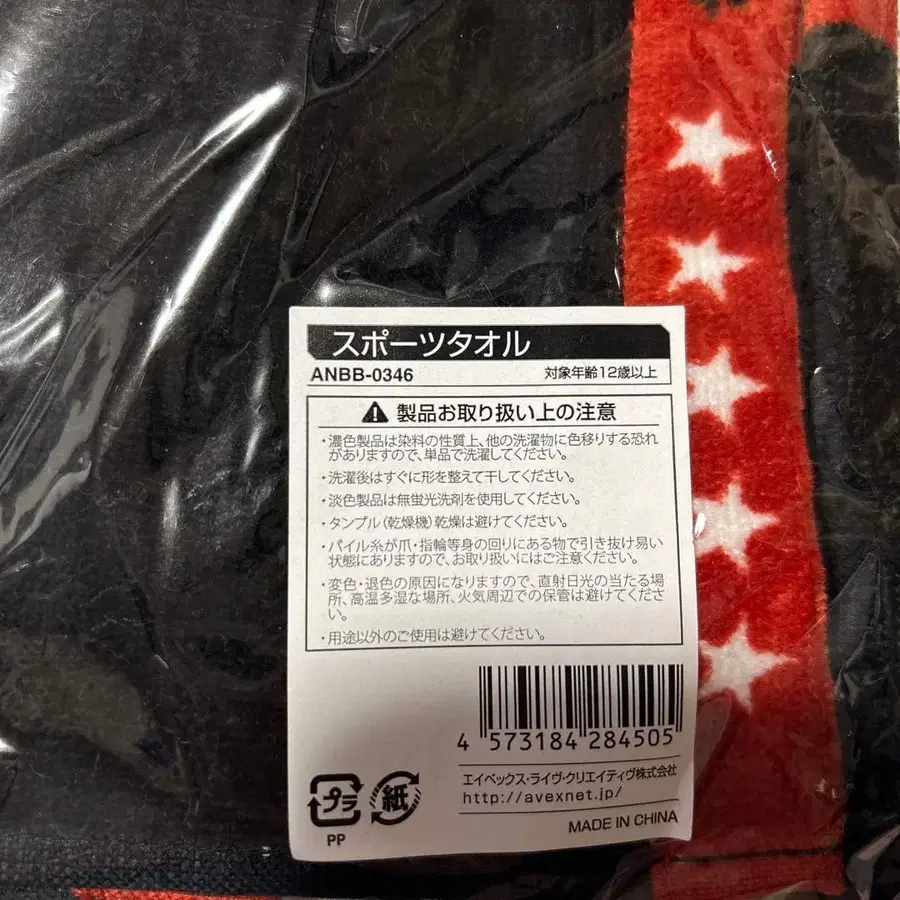 スポーツタオル
ANBB-0346 対象年齢12歳以上
製品お取り扱い上の注意
・濃色製品は染料の性質上、他の洗濯物に色移りする恐れ
がありますので、単品で洗濯してください。
・洗濯後はすぐに形を整えて干してください。
・淡色製品は無蛍光洗剤を使用してください。
・タンブル(乾燥機)乾燥は避けてください。
・パイル糸が爪・指輪等身の回りにある物で引き抜け易い
状態にありますので、お取り扱いにはご注意ください。
・変色・退色の原因になりますので、直射日光の当たる場
所、高温多湿な場所、火気周辺での保管は避けてくださ
い。
・用途以外のご使用は避けてください。
4 573184 284505
エイベックス・ライヴ・クリエイティヴ株式会社
http://avexnet.jp/
プラ 紙
PP
MADE IN CHINA